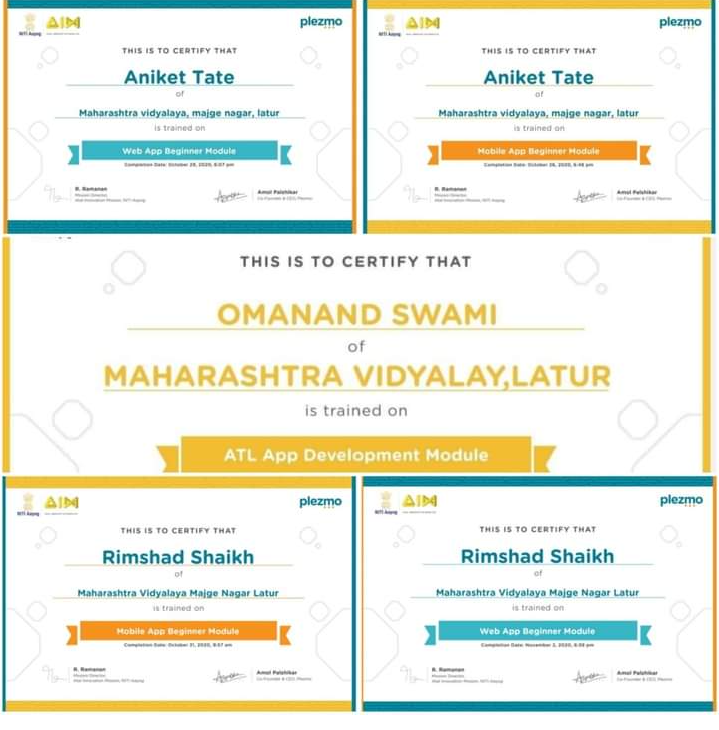 NITI Aayog
AIM
plezmo
THIS IS TO CERTIFY THAT
Aniket Tate
of
Maharashtra vidyalaya, majge nagar, latur
is trained on
Web App Beginner Module
Completion Date: October 29, 2020, 8:07 pm
R. Ramanan
Mission Director,
Atal Innovation Mission, NITI Aayog
Amol Palshikar
Co-Founder & CEO, Plezmo
NITI Aayog
AIM
plezmo
THIS IS TO CERTIFY THAT
Aniket Tate
of
Maharashtra vidyalaya, majge nagar, latur
is trained on
Mobile App Beginner Module
Completion Date: October 26, 2020, 9:46 pm
R. Ramanan
Mission Director,
Atal Innovation Mission, NITI Aayog
Amol Palshikar
Co-Founder & CEO, Plezmo
THIS IS TO CERTIFY THAT
OMANAND SWAMI
of
MAHARASHTRA VIDYALAY,LATUR
is trained on
ATL App Development Module
NITI Aayog
AIM
plezmo
THIS IS TO CERTIFY THAT
Rimshad Shaikh
of
Maharashtra Vidyalaya Majge Nagar Latur
is trained on
Mobile App Beginner Module
Completion Date: October 31, 2020, 9:57 am
R. Ramanan
Mission Director,
Atal Innovation Mission, NITI Aayog
Amol Palshikar
Co-Founder & CEO, Plezmo
NITI Aayog
AIM
plezmo
THIS IS TO CERTIFY THAT
Rimshad Shaikh
of
Maharashtra Vidyalaya Majge Nagar Latur
is trained on
Web App Beginner Module
Completion Date: November 2, 2020, 6:59 pm
R. Ramanan
Mission Director,
Atal Innovation Mission, NITI Aayog
Amol Palshikar
Co-Founder & CEO, Plezmo